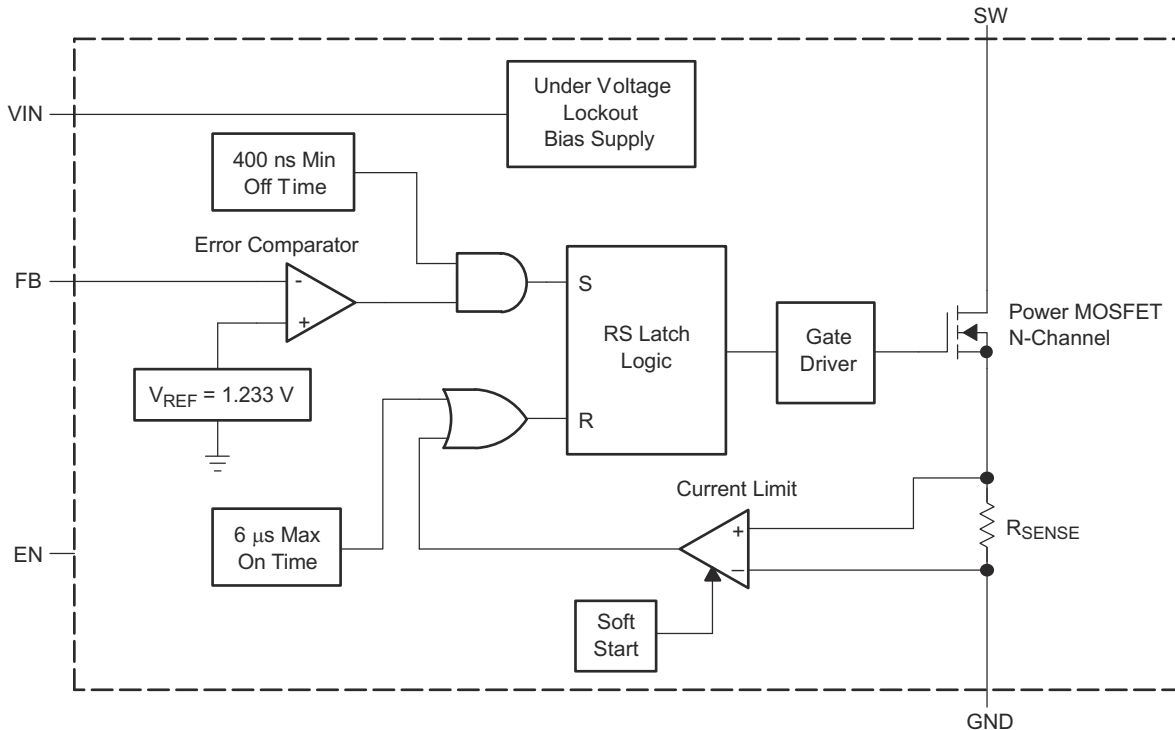 SW
VIN
Under Voltage
Lockout
Bias Supply
400 ns Min
Off Time
Error Comparator
FB
-
+
S
RS Latch
Logic
R
Gate
Driver
Power MOSFET
N-Channel
VREF = 1.233 V
Current Limit
+
–
RSENSE
6 μs Max
On Time
EN
Soft
Start
GND